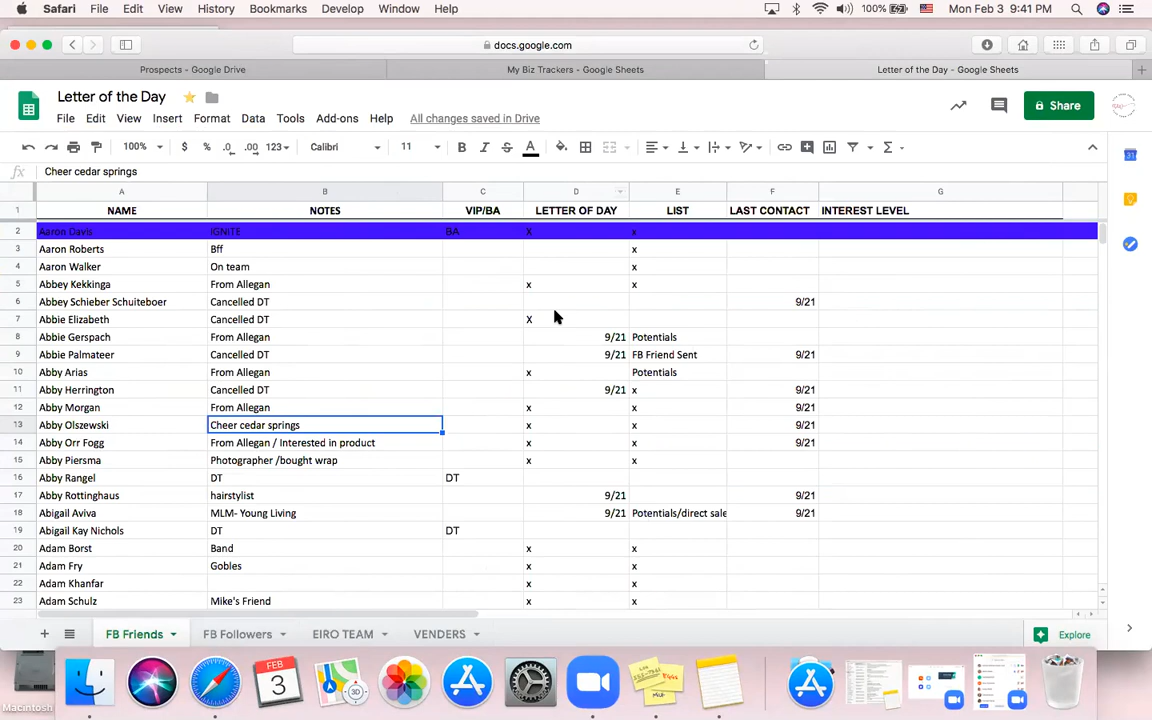 Safari File Edit View History Bookmarks Develop Window Help 100% Mon Feb 3 9:41 PM
docs.google.com
Prospects - Google Drive My Biz Trackers - Google Sheets Letter of the Day - Google Sheets
Letter of the Day
File Edit View Insert Format Data Tools Add-ons Help All changes saved in Drive
Share
100% $ % .0 .00 123 Calibri 11 B I S A Σ
fx Cheer cedar springs
A B C D E F G
1 NAME NOTES VIP/BA LETTER OF DAY LIST LAST CONTACT INTEREST LEVEL
2 Aaron Davis IGNITE BA X x
3 Aaron Roberts Bff x
4 Aaron Walker On team x
5 Abbey Kekkinga From Allegan x x
6 Abbey Schieber Schuiteboer Cancelled DT 9/21
7 Abbie Elizabeth Cancelled DT X
8 Abbie Gerspach From Allegan 9/21 Potentials
9 Abbie Palmateer Cancelled DT 9/21 FB Friend Sent 9/21
10 Abby Arias From Allegan x Potentials
11 Abby Herrington Cancelled DT 9/21 x 9/21
12 Abby Morgan From Allegan x x 9/21
13 Abby Olszewski Cheer cedar springs x x 9/21
14 Abby Orr Fogg From Allegan / Interested in product x x 9/21
15 Abby Piersma Photographer /bought wrap x x
16 Abby Rangel DT DT
17 Abby Rottinghaus hairstylist 9/21 9/21
18 Abigail Aviva MLM- Young Living 9/21 Potentials/direct sale 9/21
19 Abigail Kay Nichols DT DT
20 Adam Borst Band x x
21 Adam Fry Gobles x x
22 Adam Khanfar x x
23 Adam Schulz Mike's Friend x x
FB Friends FB Followers EIRO TEAM VENDERS Explore
FEB
3
Macintosh